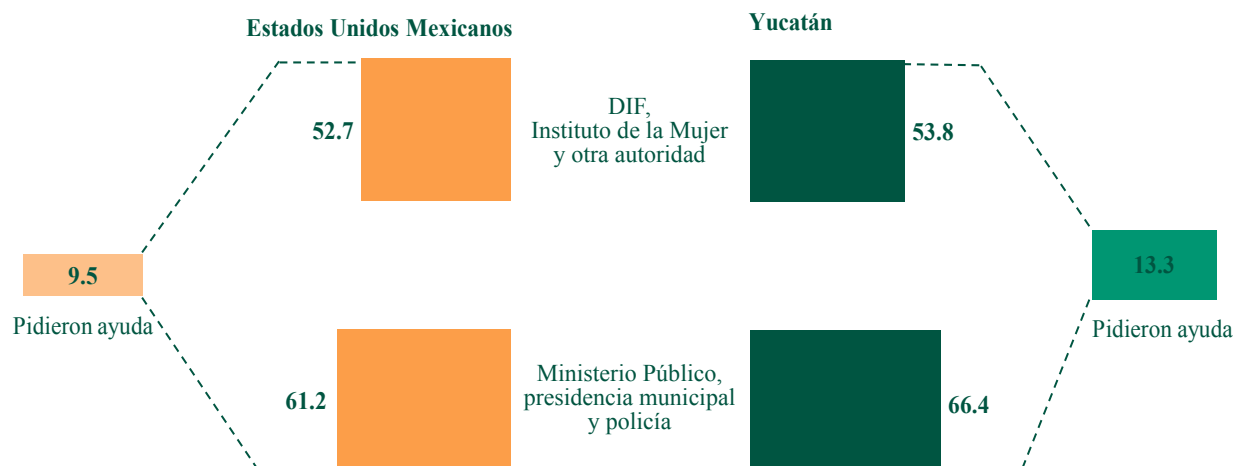 Estados Unidos Mexicanos
Yucatán
52.7
DIF,
Instituto de la Mujer
y otra autoridad
53.8
9.5
Pidieron ayuda
13.3
Pidieron ayuda
61.2
Ministerio Público,
presidencia municipal
y policía
66.4